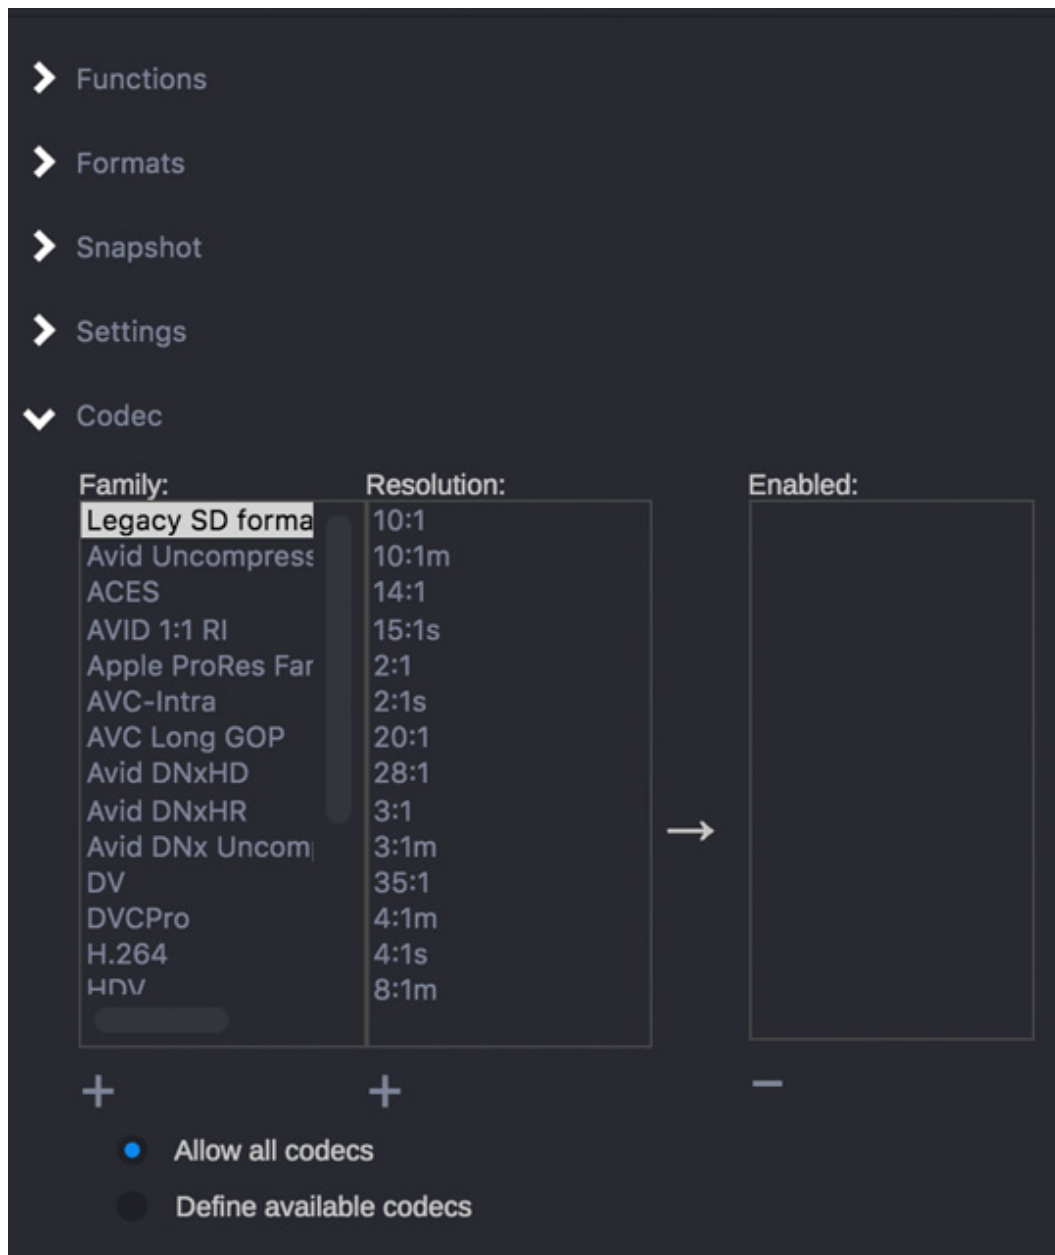 Functions
Formats
Snapshot
Settings
Codec
Family:
Legacy SD forma
Avid Uncompress
ACES
AVID 1:1 RI
Apple ProRes Far
AVC-Intra
AVC Long GOP
Avid DNxHD
Avid DNxHR
Avid DNx Uncom
DV
DVCPro
H.264
HDV
Resolution:
10:1
10:1m
14:1
15:1s
2:1
2:1s
20:1
28:1
3:1
3:1m
35:1
4:1m
4:1s
8:1m
→
Enabled:
+
+
−
Allow all codecs
Define available codecs